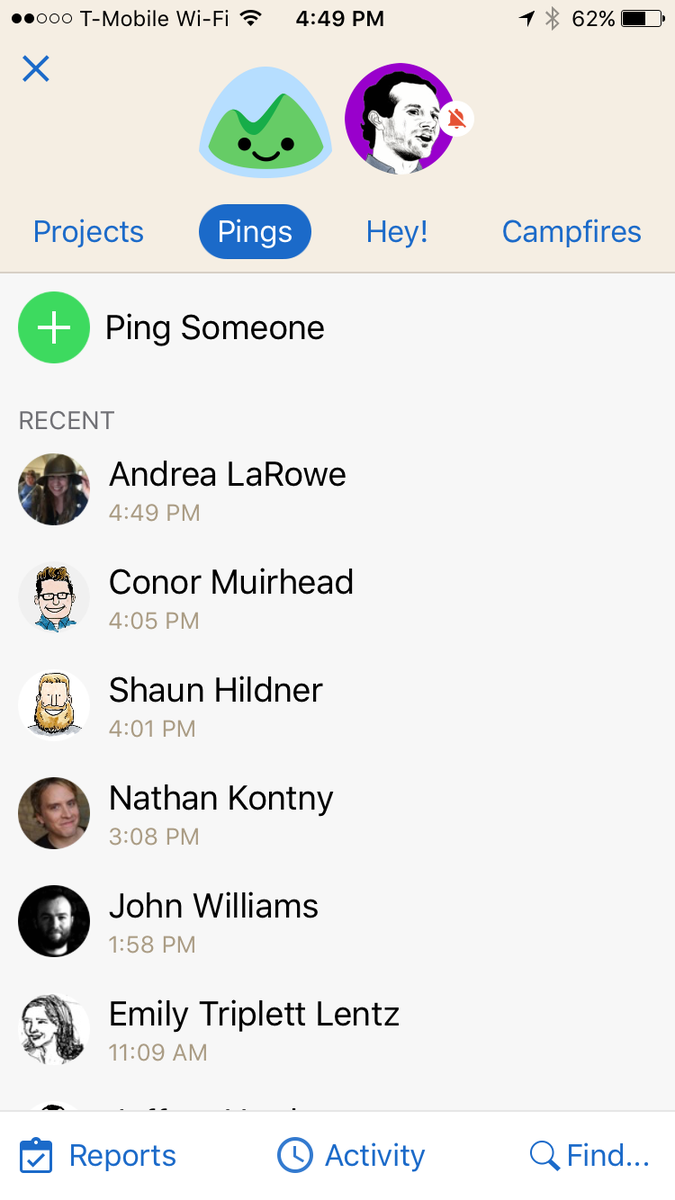 T-Mobile Wi-Fi 4:49 PM 62%
Projects Pings Hey! Campfires
Ping Someone
RECENT
Andrea LaRowe
4:49 PM
Conor Muirhead
4:05 PM
Shaun Hildner
4:01 PM
Nathan Kontny
3:08 PM
John Williams
1:58 PM
Emily Triplett Lentz
11:09 AM
Reports Activity Find...